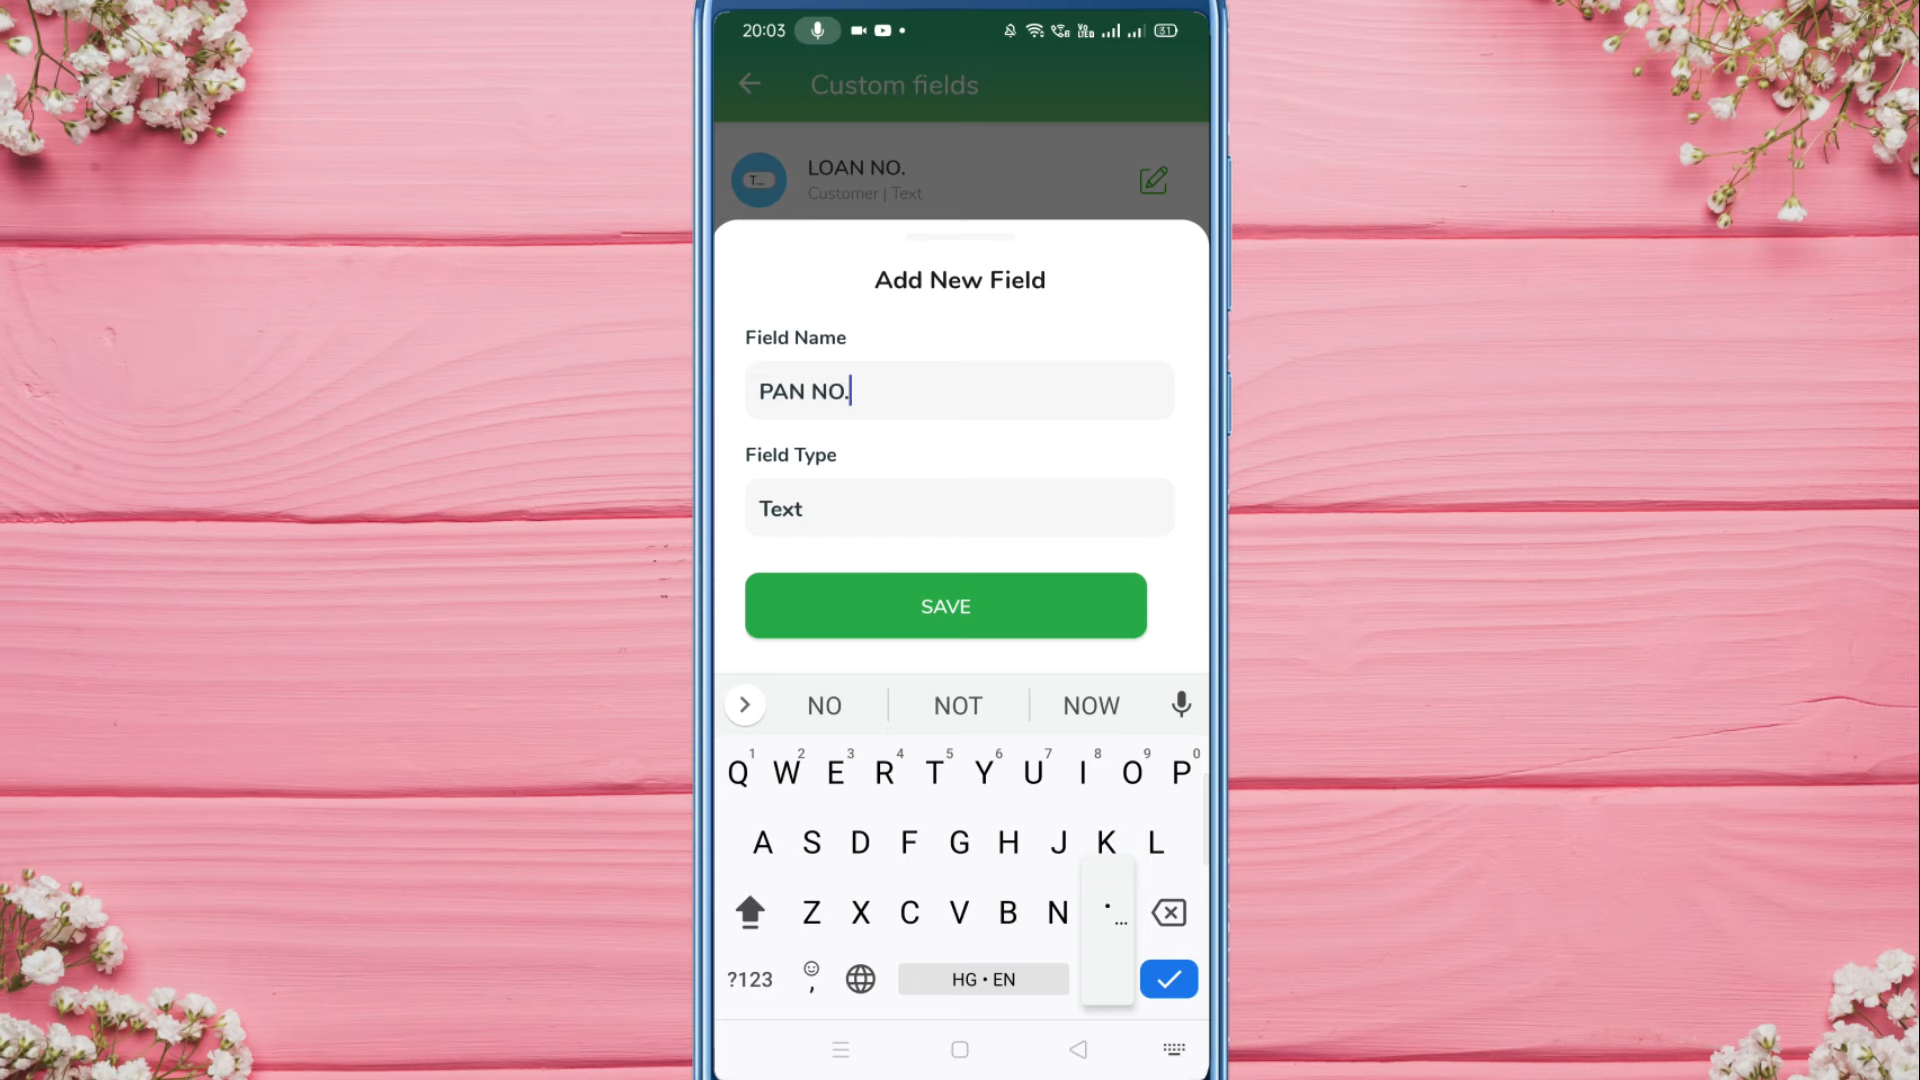 20:03
31
Custom fields
T...
LOAN NO.
Customer | Text
Add New Field
Field Name
PAN NO.
Field Type
Text
SAVE
NO NOT NOW
1 2 3 4 5 6 7 8 9 0
Q W E R T Y U I O P
A S D F G H J K L
Z X C V B N . ...
?123 , HG • EN